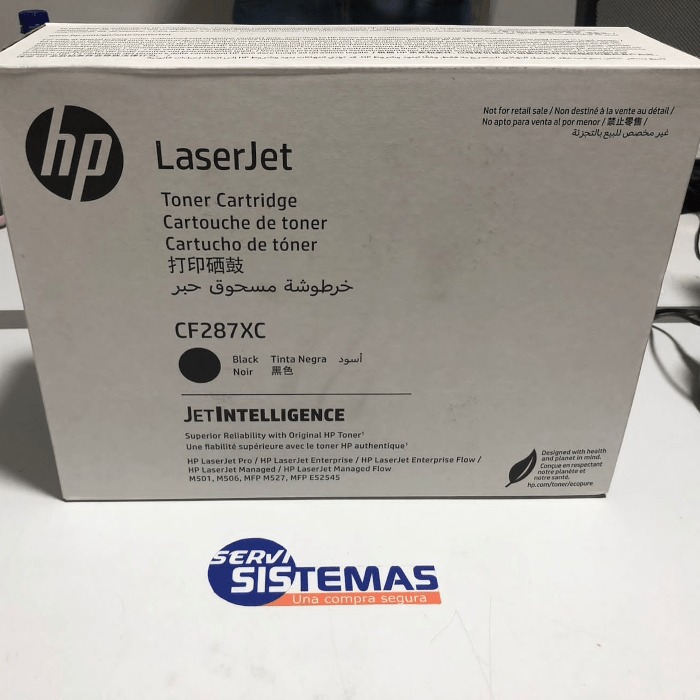 hp
LaserJet
Not for retail sale / Non destiné à la vente au détail /
No apto para venta al por menor / 禁止零售 /
غير مخصص للبيع بالتجزئة
Toner Cartridge
Cartouche de toner
Cartucho de tóner
打印硒鼓
خرطوشة مسحوق حبر
CF287XC
Black Tinta Negra أسود
Noir 黑色
JETINTELLIGENCE
Superior Reliability with Original HP Toner¹
Une fiabilité supérieure avec le toner HP authentique¹
HP LaserJet Pro / HP LaserJet Enterprise / HP LaserJet Enterprise Flow /
HP LaserJet Managed / HP LaserJet Managed Flow
M501, M506, MFP M527, MFP E52545
Designed with health
and planet in mind.
Conçue en respectant
notre planète et
notre santé.
hp.com/toner/ecopure
SERVI
SISTEMAS
Una compra segura